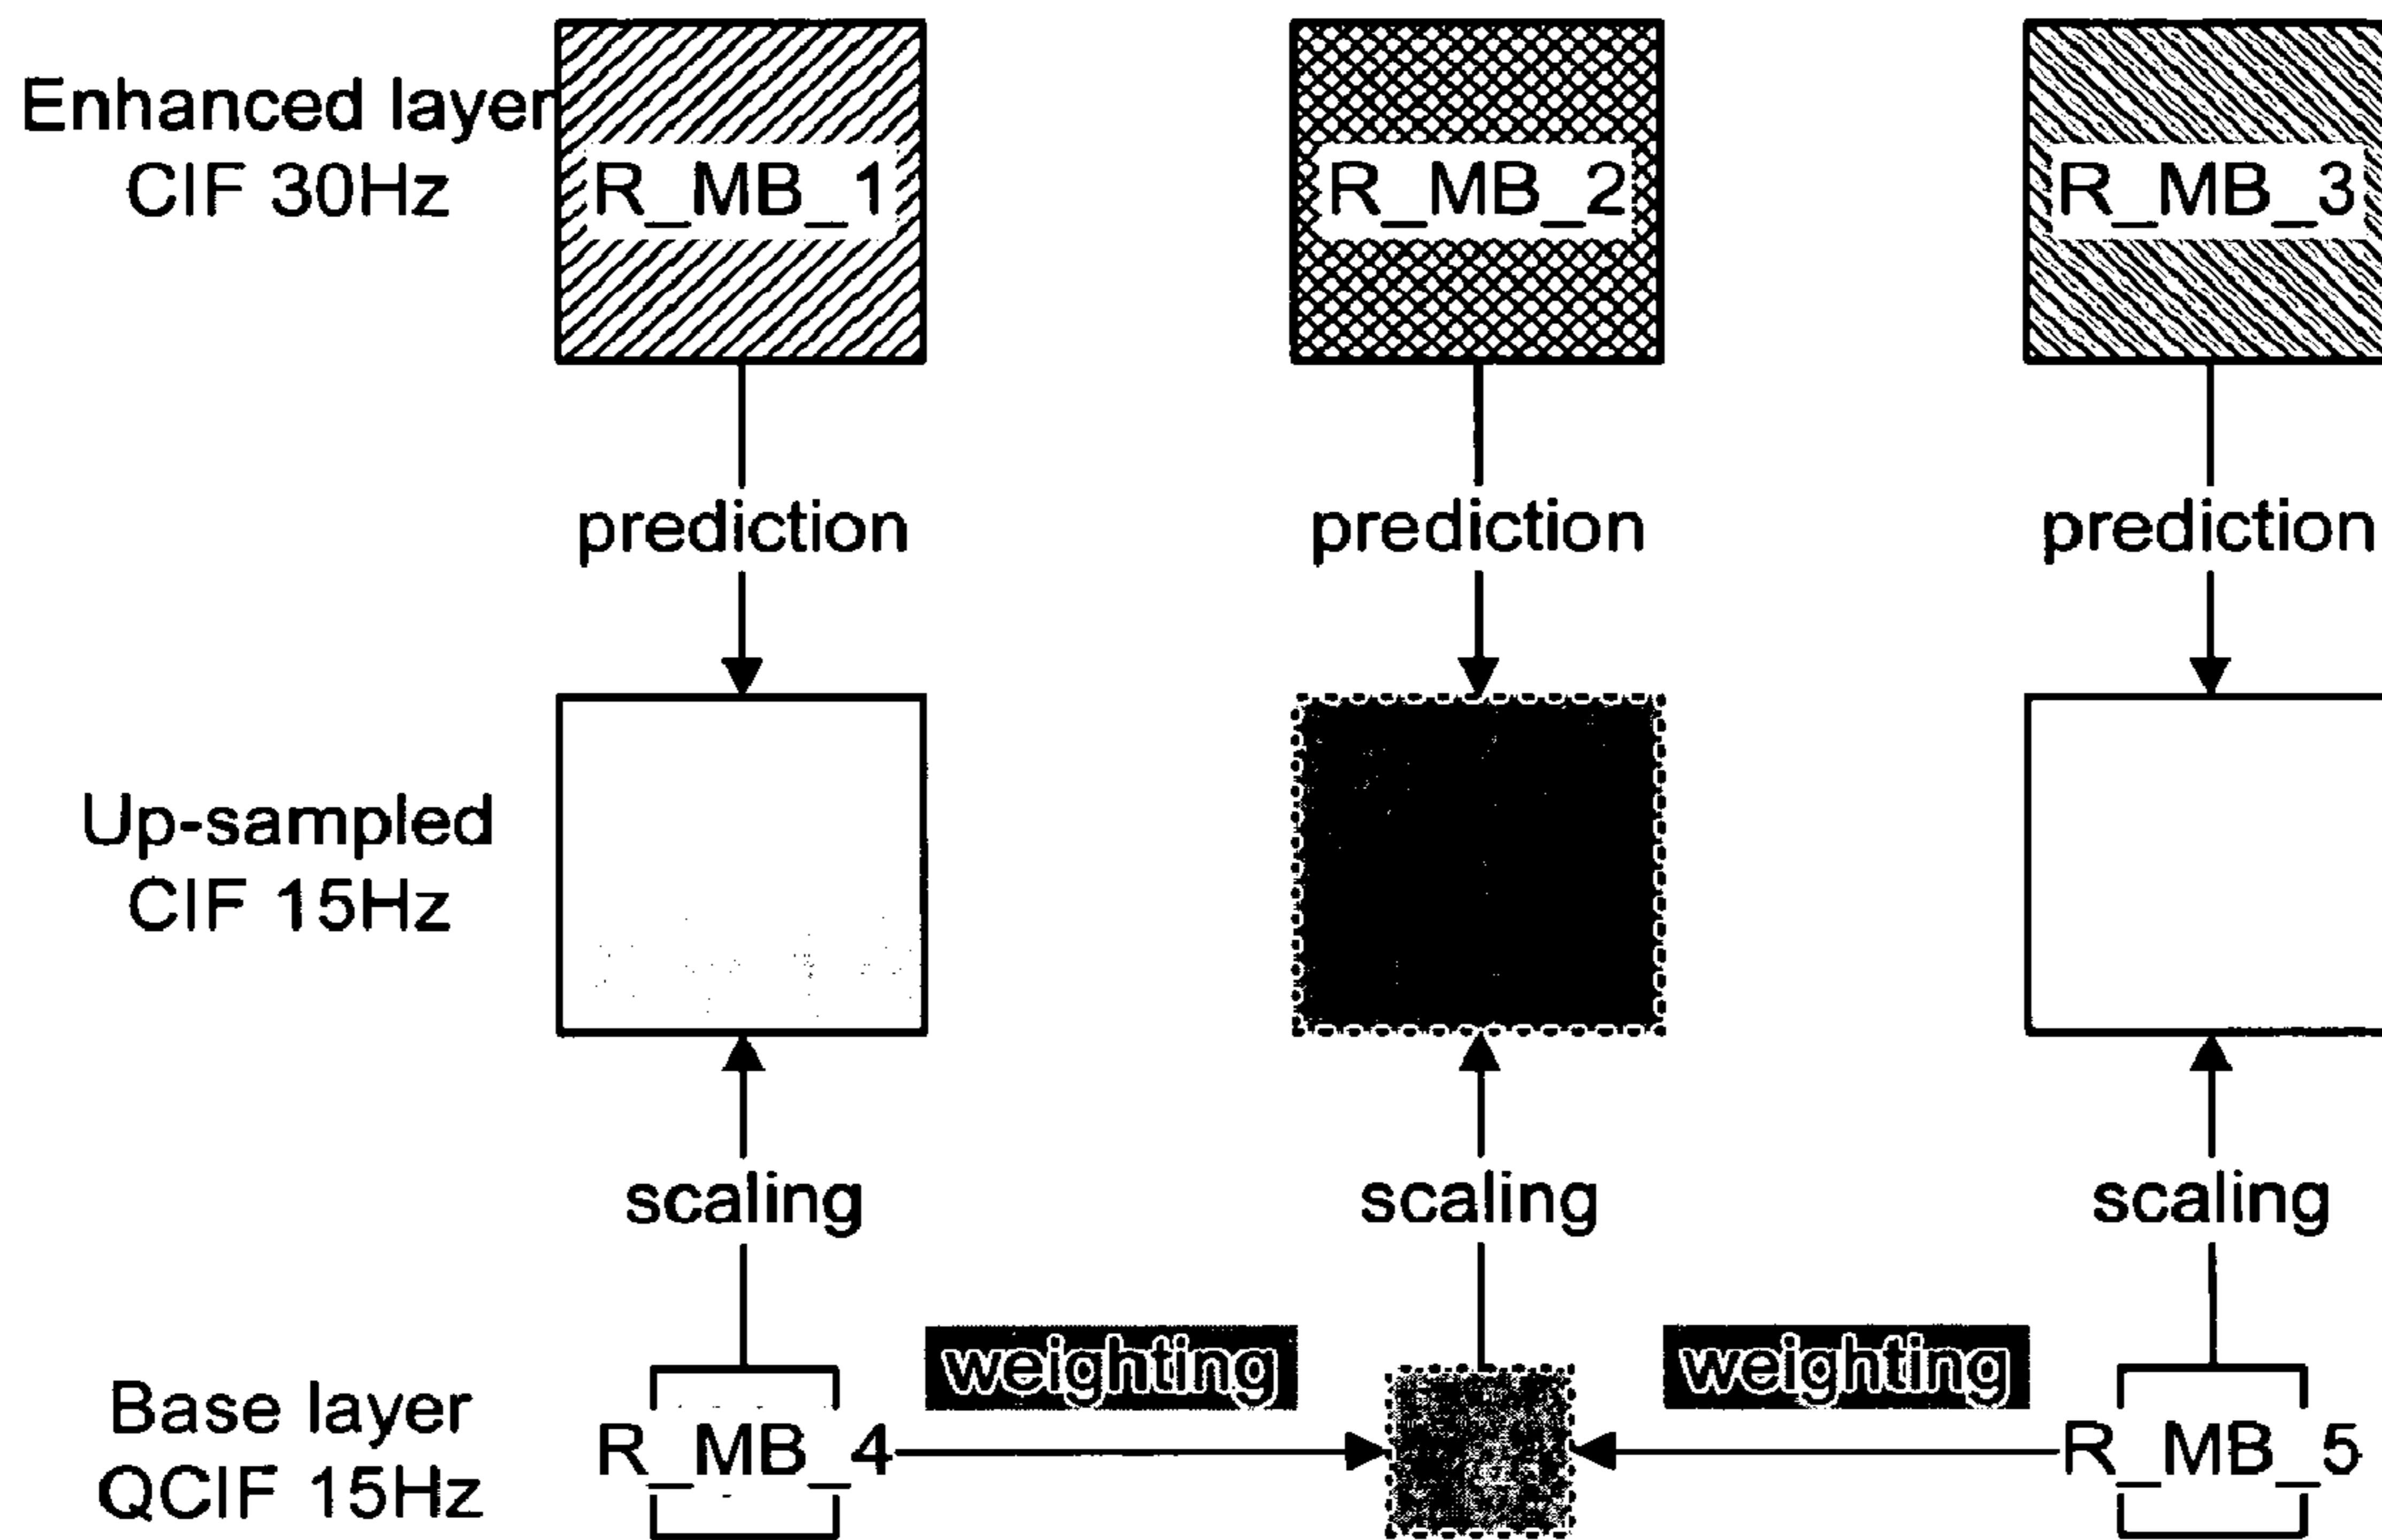 Enhanced layer
CIF 30Hz
R_MB_1
R_MB_2
R_MB_3
prediction
prediction
prediction
Up-sampled
CIF 15Hz
scaling
scaling
scaling
weighting
weighting
Base layer
QCIF 15Hz
R_MB_4
R_MB_5